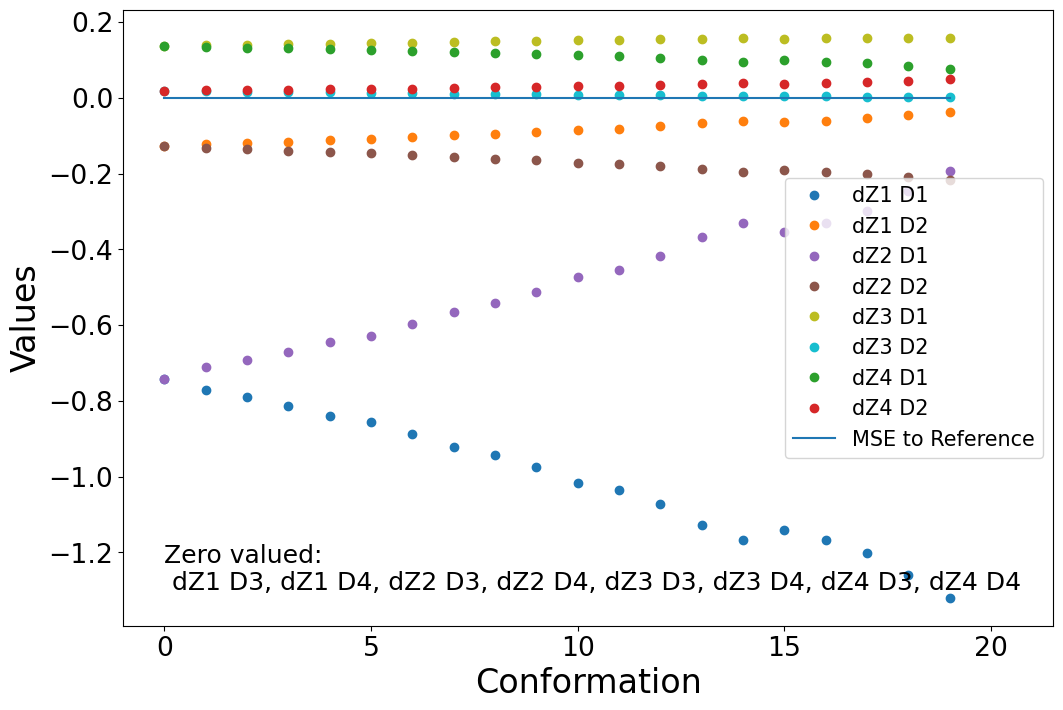 0.2
0.0
−0.2
−0.4
−0.6
−0.8
−1.0
−1.2
Values
dZ1 D1
dZ1 D2
dZ2 D1
dZ2 D2
dZ3 D1
dZ3 D2
dZ4 D1
dZ4 D2
MSE to Reference
Zero valued:
dZ1 D3, dZ1 D4, dZ2 D3, dZ2 D4, dZ3 D3, dZ3 D4, dZ4 D3, dZ4 D4
0 5 10 15 20
Conformation